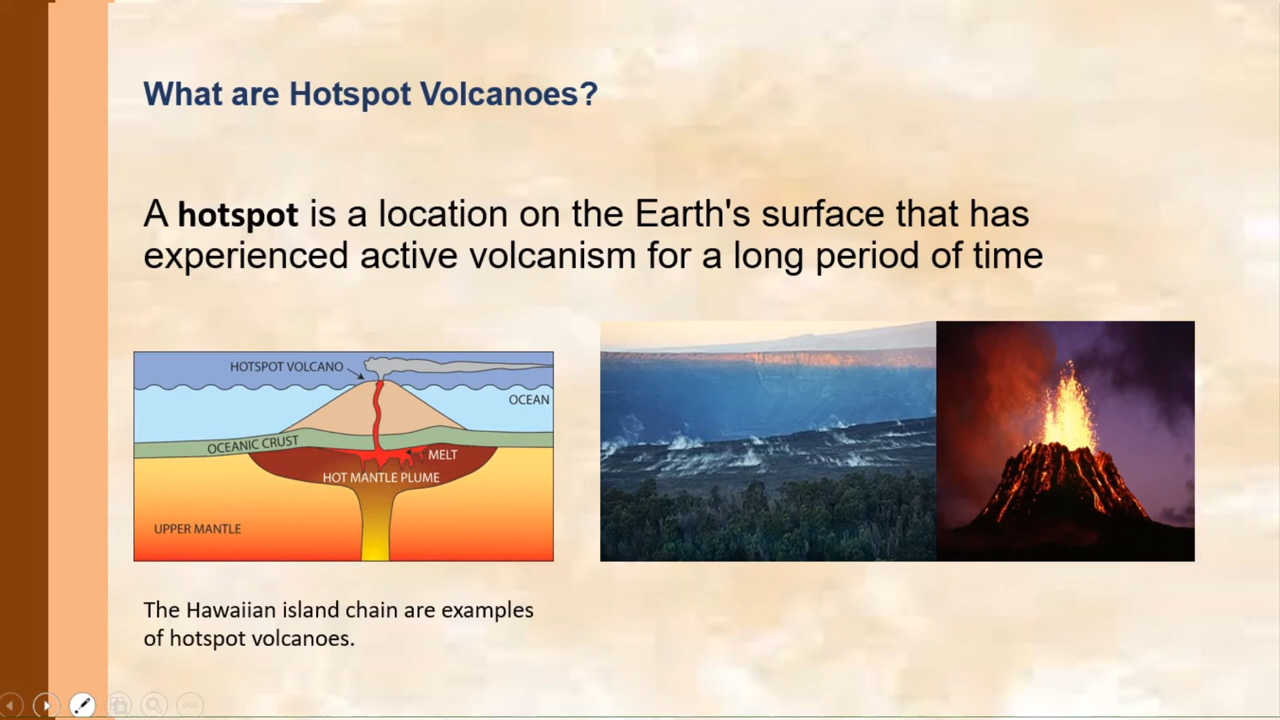 What are Hotspot Volcanoes?
A hotspot is a location on the Earth's surface that has
experienced active volcanism for a long period of time
HOTSPOT VOLCANO
OCEAN
OCEANIC CRUST
MELT
HOT MANTLE PLUME
UPPER MANTLE
The Hawaiian island chain are examples
of hotspot volcanoes.